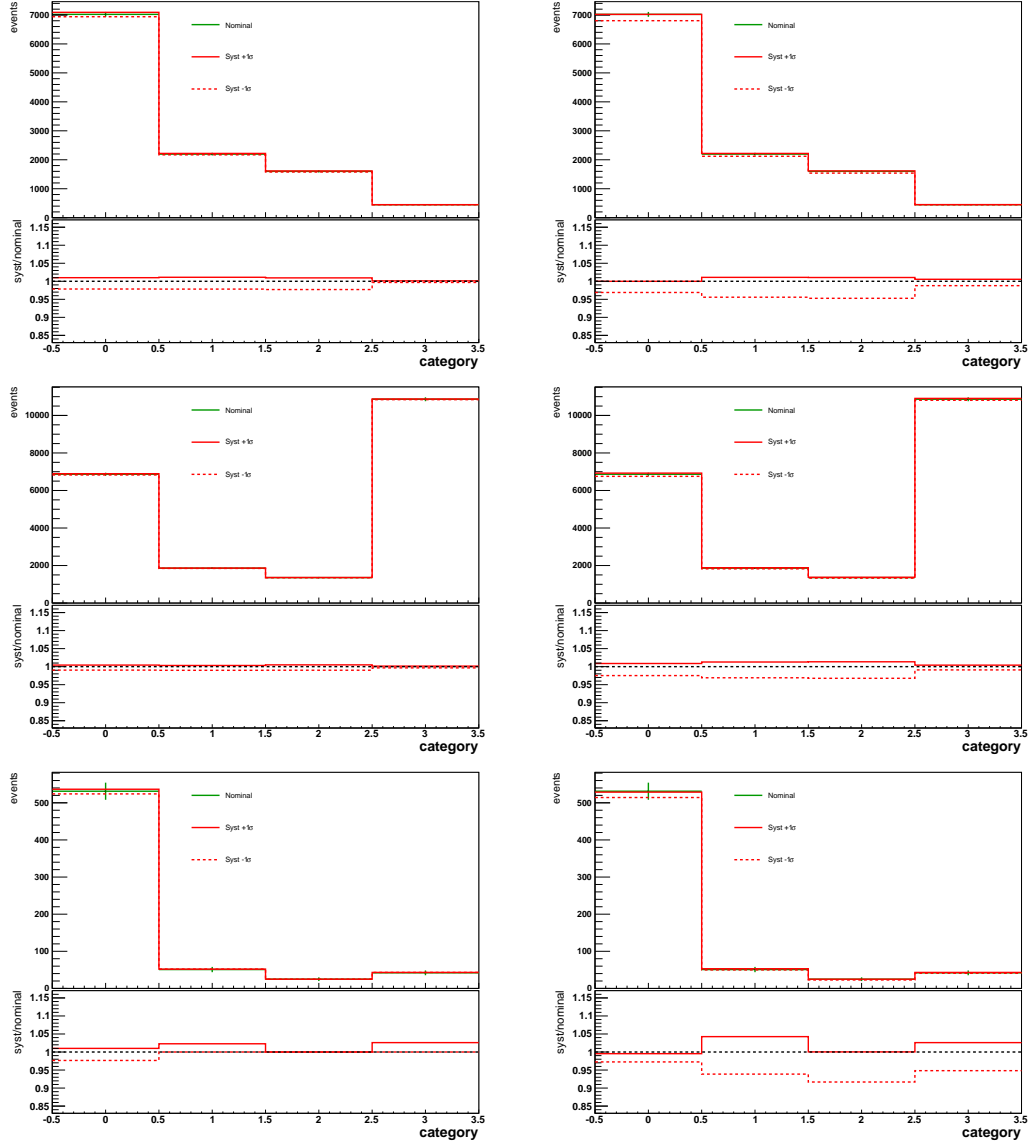 events
7000
6000
5000
4000
3000
2000
1000
0
Nominal
Syst +1σ
Syst -1σ
syst/nominal
1.15
1.1
1.05
1
0.95
0.9
0.85
-0.5 0 0.5 1 1.5 2 2.5 3 3.5
category
events
7000
6000
5000
4000
3000
2000
1000
0
Nominal
Syst +1σ
Syst -1σ
syst/nominal
1.15
1.1
1.05
1
0.95
0.9
0.85
-0.5 0 0.5 1 1.5 2 2.5 3 3.5
category
events
10000
8000
6000
4000
2000
0
Nominal
Syst +1σ
Syst -1σ
syst/nominal
1.15
1.1
1.05
1
0.95
0.9
0.85
-0.5 0 0.5 1 1.5 2 2.5 3 3.5
category
events
10000
8000
6000
4000
2000
0
Nominal
Syst +1σ
Syst -1σ
syst/nominal
1.15
1.1
1.05
1
0.95
0.9
0.85
-0.5 0 0.5 1 1.5 2 2.5 3 3.5
category
events
500
400
300
200
100
0
Nominal
Syst +1σ
Syst -1σ
syst/nominal
1.15
1.1
1.05
1
0.95
0.9
0.85
-0.5 0 0.5 1 1.5 2 2.5 3 3.5
category
events
500
400
300
200
100
0
Nominal
Syst +1σ
Syst -1σ
syst/nominal
1.15
1.1
1.05
1
0.95
0.9
0.85
-0.5 0 0.5 1 1.5 2 2.5 3 3.5
category